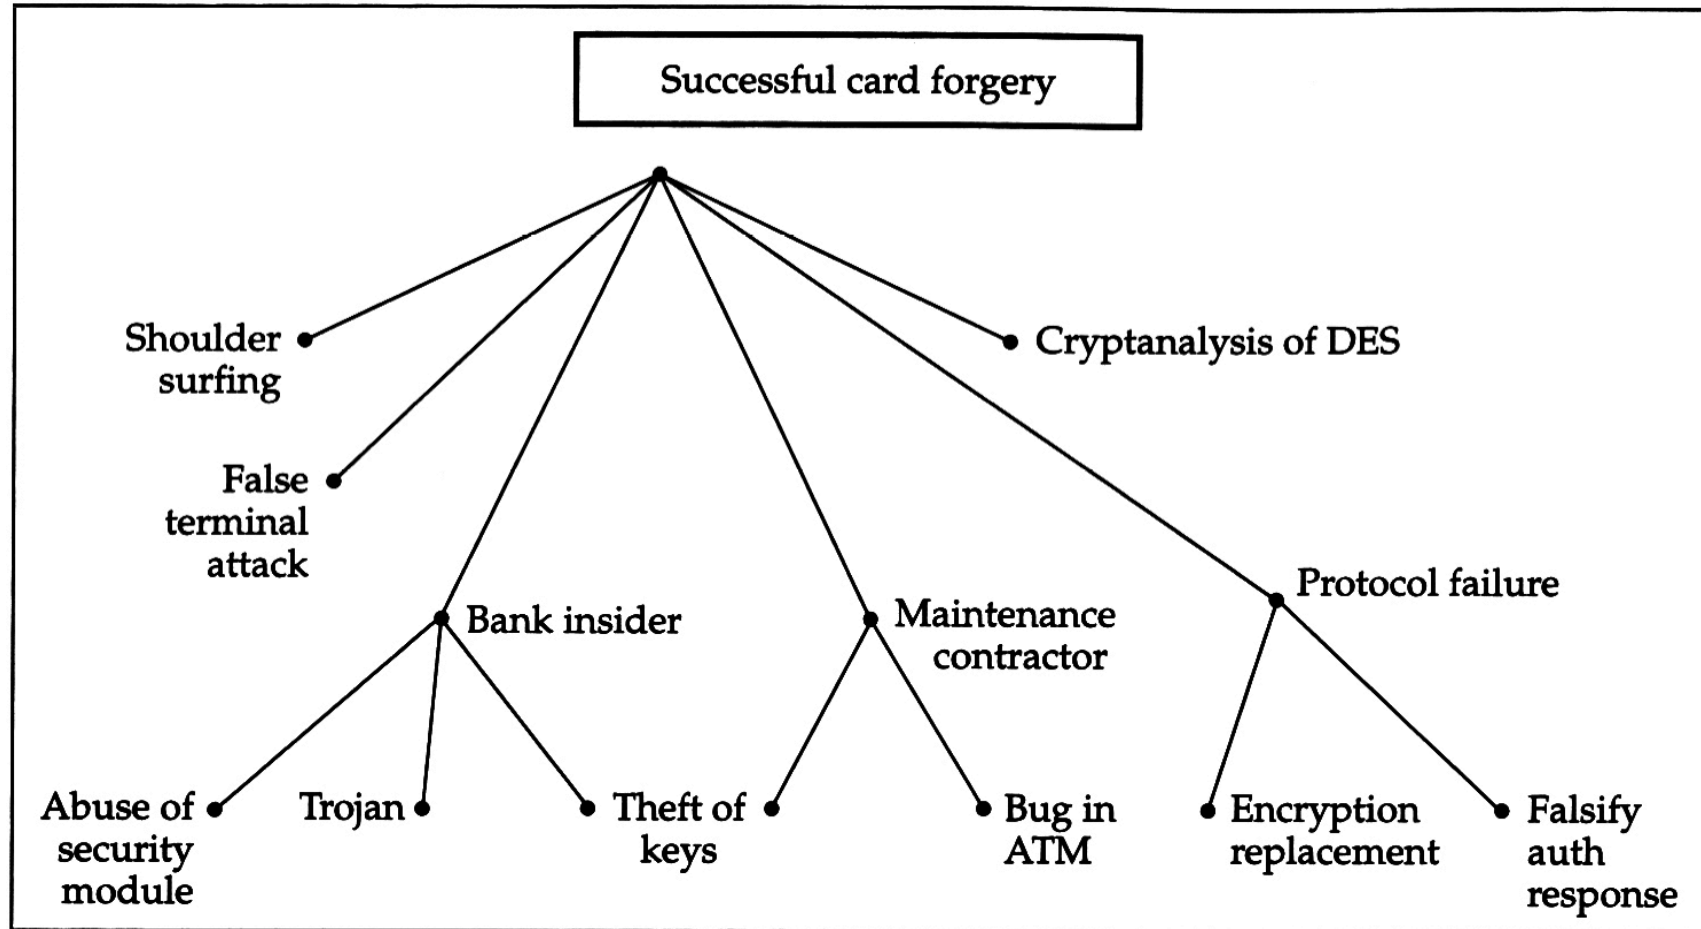 Successful card forgery
Shoulder
surfing
Cryptanalysis of DES
False
terminal
attack
Protocol failure
Bank insider
Maintenance
contractor
Abuse of
security
module
Trojan
Theft of
keys
Bug in
ATM
Encryption
replacement
Falsify
auth
response